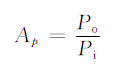 A_p = P_o / P_i